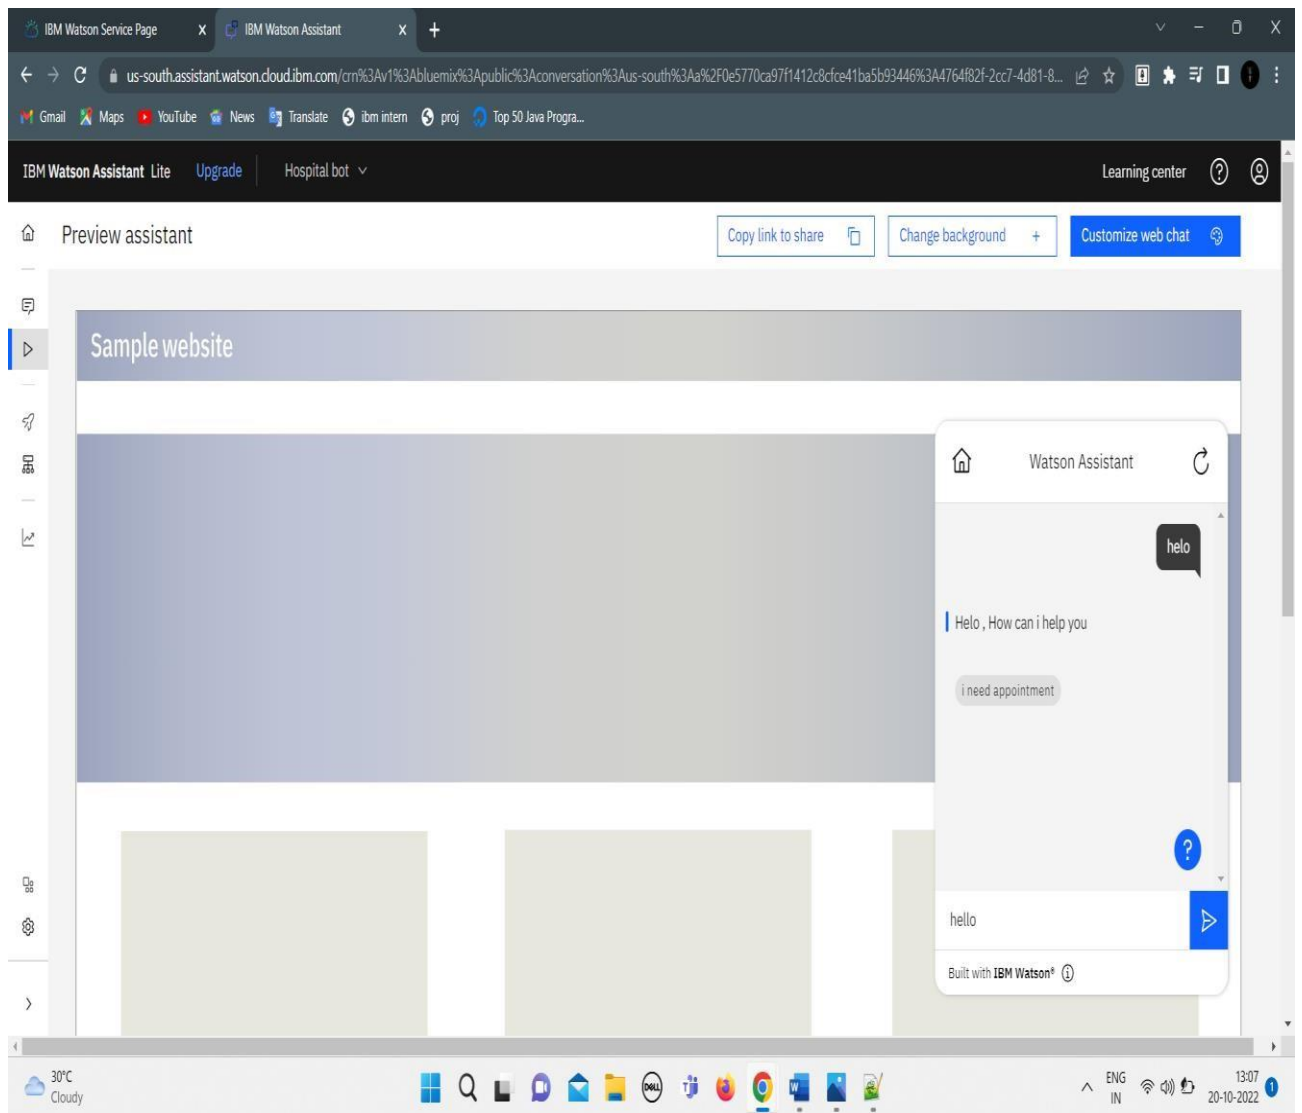 IBM Watson Service Page
IBM Watson Assistant
us-south.assistant.watson.cloud.ibm.com/crn%3Av1%3Abluemix%3Apublic%3Aconversation%3Aus-south%3Aa%2F0e5770ca97f1412c8cfce41ba5b93446%3A4764f82f-2cc7-4d81-8...
Gmail Maps YouTube News Translate ibm intern proj Top 50 Java Progra...
IBM Watson Assistant Lite Upgrade Hospital bot Learning center
Preview assistant Copy link to share Change background + Customize web chat
Sample website
Watson Assistant
helo
Helo , How can i help you
i need appointment
?
hello
Built with IBM Watson®
30°C
Cloudy
DELL
ENG
IN
13:07
20-10-2022
1